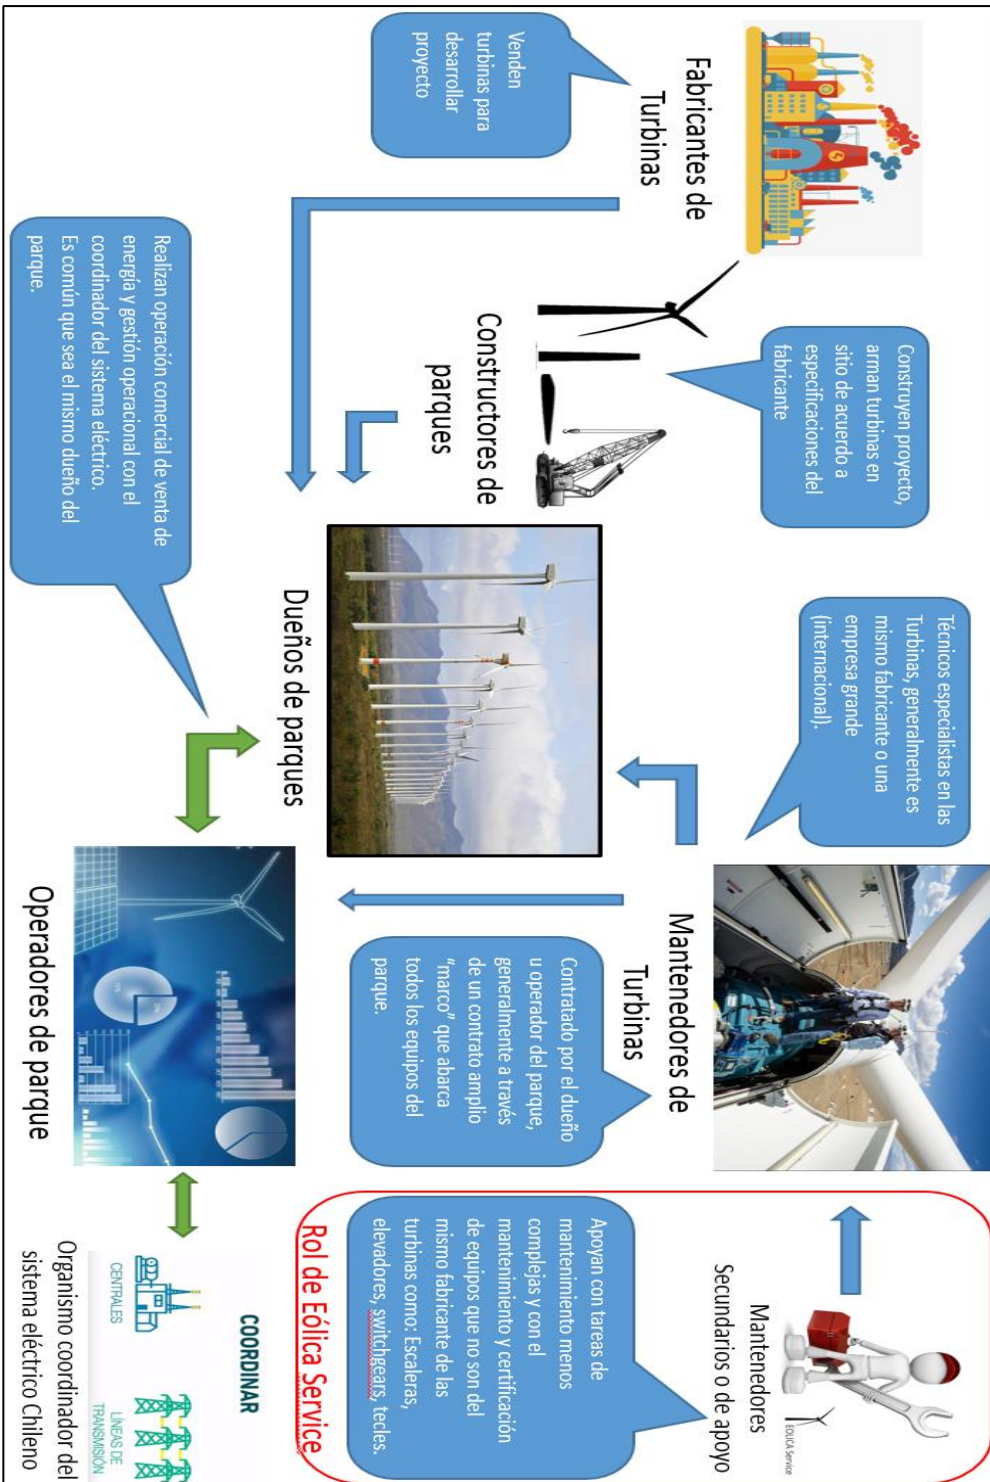 Fabricantes de
Turbinas
Venden
turbinas para
desarrollar
proyecto
Construyen proyecto,
arman turbinas en
sitio de acuerdo a
especificaciones del
fabricante
Constructores de
parques
Técnicos especialistas en las
Turbinas, generalmente es
mismo fabricante o una
empresa grande
(internacional).
Mantenedores de
Turbinas
Contratado por el dueño
u operador del parque,
generalmente a través
de un contrato amplio
"marco" que abarca
todos los equipos del
parque.
EOLICA Service
Mantenedores
Secundarios o de apoyo
Apoyan con tareas de
mantenimiento menos
complejas y con el
mantenimiento y certificación
de equipos que no son del
mismo fabricante de las
turbinas como: Escaleras,
elevadores, switchgears, tecles.
Rol de Eólica Service
Dueños de parques
Realizan operación comercial de venta de
energía y gestión operacional con el
coordinador del sistema eléctrico.
Es común que sea el mismo dueño del
parque.
Operadores de parque
COORDINAR
CENTRALES
LÍNEAS DE
TRANSMISIÓN
Organismo coordinador del
sistema eléctrico Chileno